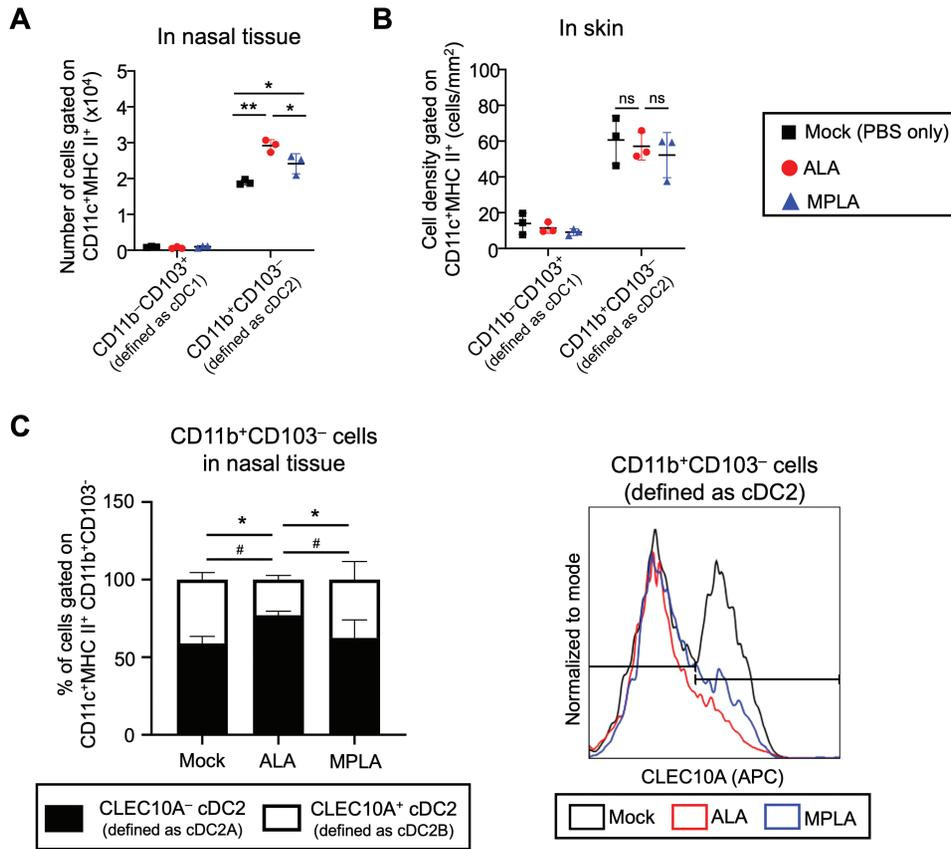 A
In nasal tissue
Number of cells gated on
CD11c⁺MHC II⁺ (x10⁴)
5
4
3
2
1
0
*
** *
CD11b⁻CD103⁺
(defined as cDC1)
CD11b⁺CD103⁻
(defined as cDC2)
B
In skin
Cell density gated on
CD11c⁺MHC II⁺ (cells/mm²)
100
80
60
40
20
0
ns ns
CD11b⁻CD103⁺
(defined as cDC1)
CD11b⁺CD103⁻
(defined as cDC2)
Mock (PBS only)
ALA
MPLA
C
CD11b⁺CD103⁻ cells
in nasal tissue
% of cells gated on
CD11c⁺MHC II⁺ CD11b⁺CD103⁻
150
100
50
0
* *
# #
Mock ALA MPLA
CLEC10A⁻ cDC2
(defined as cDC2A)
CLEC10A⁺ cDC2
(defined as cDC2B)
CD11b⁺CD103⁻ cells
(defined as cDC2)
Normalized to mode
CLEC10A (APC)
Mock ALA MPLA